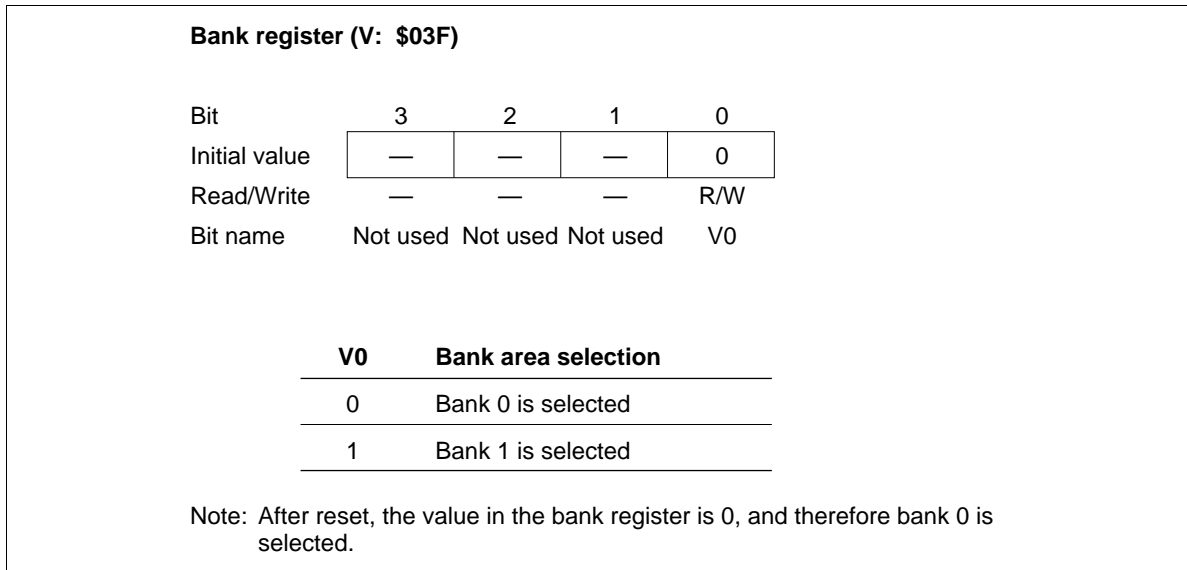 Bank register (V: $03F)
Bit 3 2 1 0
Initial value — — — 0
Read/Write — — — R/W
Bit name Not used Not used Not used V0
V0 Bank area selection
0 Bank 0 is selected
1 Bank 1 is selected
Note: After reset, the value in the bank register is 0, and therefore bank 0 is
selected.